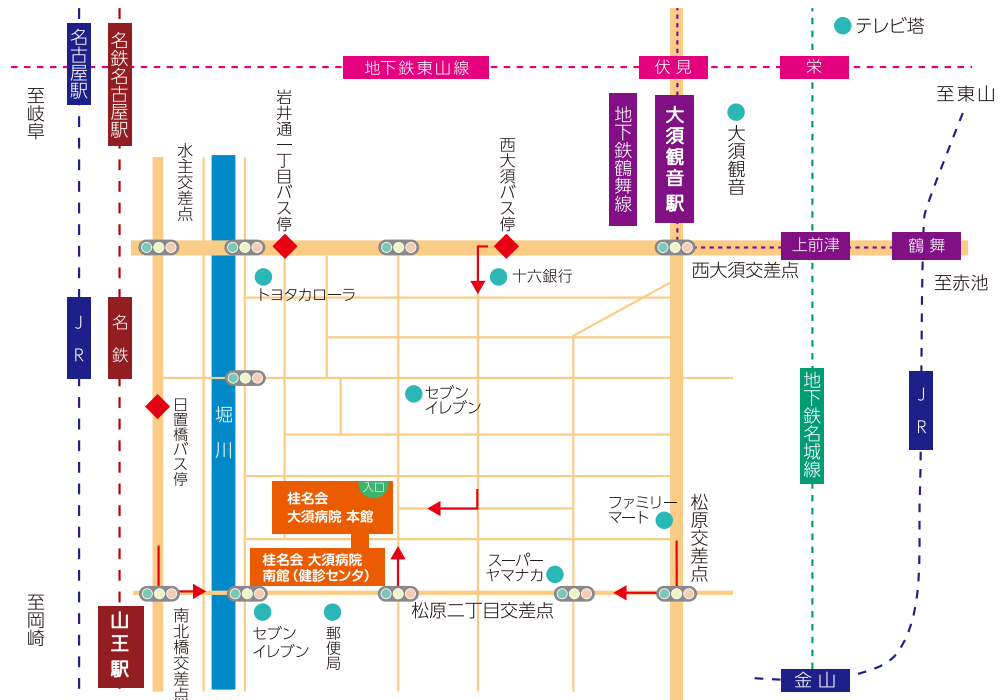 テレビ塔
名古屋駅
名鉄名古屋駅
地下鉄東山線
伏見
栄
至岐阜
至東山
岩井通一丁目バス停
地下鉄鶴舞線
大須観音駅
大須観音
水主交差点
西大須バス停
上前津
鶴舞
西大須交差点
十六銀行
トヨタカローラ
至赤池
JR
名鉄
地下鉄名城線
JR
日置橋バス停
堀川
セブン
イレブン
入口
桂名会
大須病院 本館
ファミリー
マート
松原交差点
桂名会 大須病院
南館(健診センタ)
スーパー
ヤマナカ
至岡崎
山王駅
南北橋交差点
セブン
イレブン
郵便局
松原二丁目交差点
金山